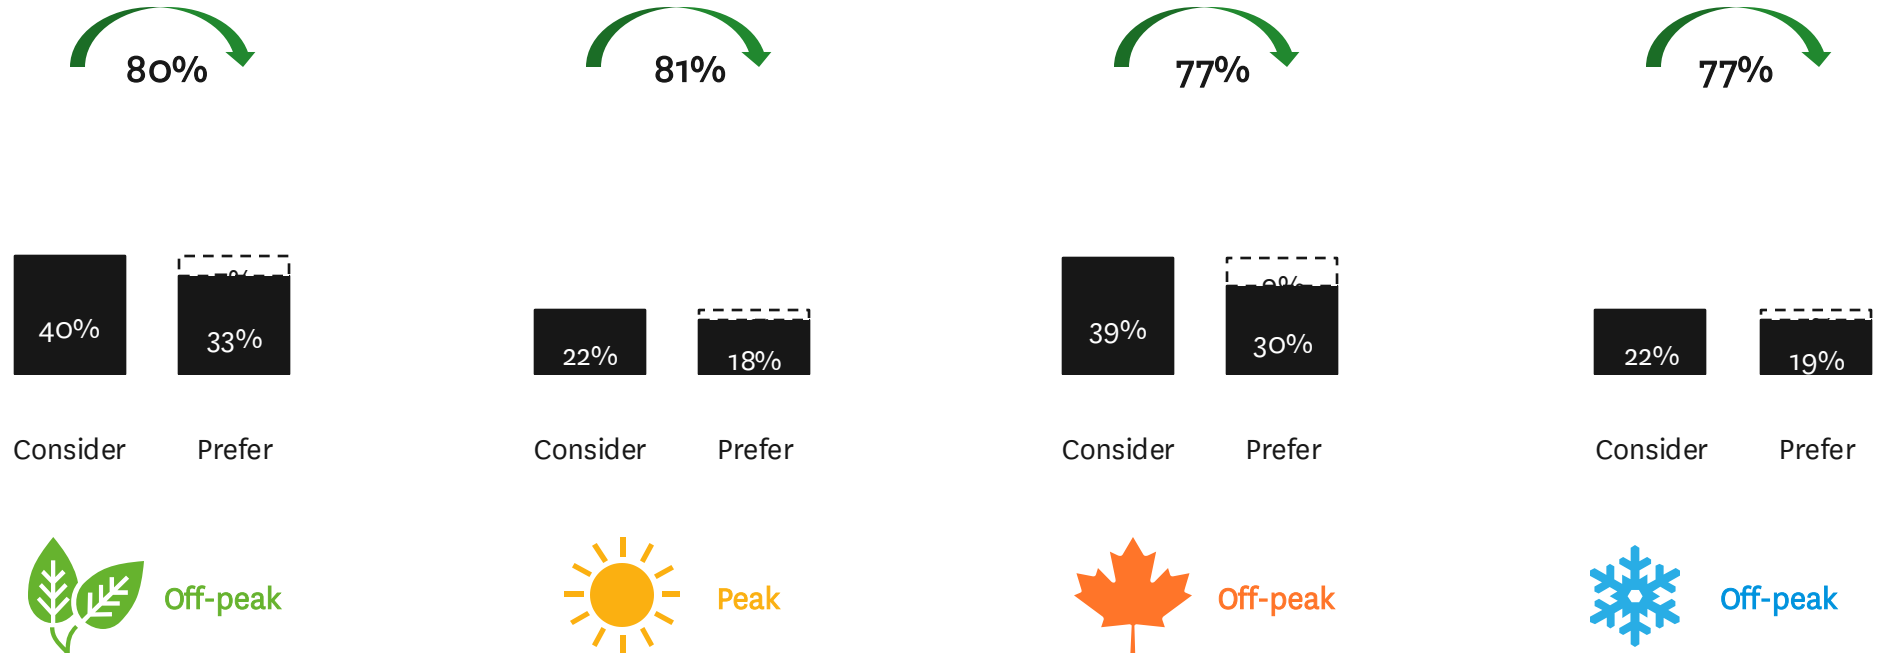 80% 81% 77% 77%
40% 33% 22% 18% 39% 9% 30% 22% 19%
Consider Prefer Consider Prefer Consider Prefer Consider Prefer
Off-peak Peak Off-peak Off-peak